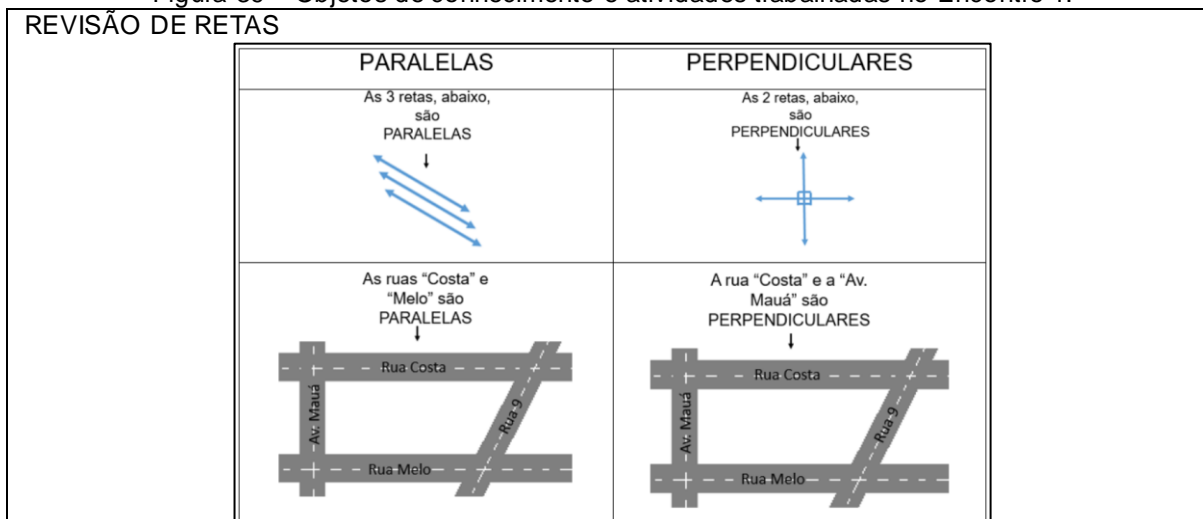 REVISÃO DE RETAS
PARALELAS
PERPENDICULARES
As 3 retas, abaixo,
são
PARALELAS
As 2 retas, abaixo,
são
PERPENDICULARES
As ruas “Costa” e
“Melo” são
PARALELAS
A rua “Costa” e a “Av.
Mauá” são
PERPENDICULARES
Rua Costa
Av. Mauá
Rua 9
Rua Melo
Rua Costa
Av. Mauá
Rua 9
Rua Melo